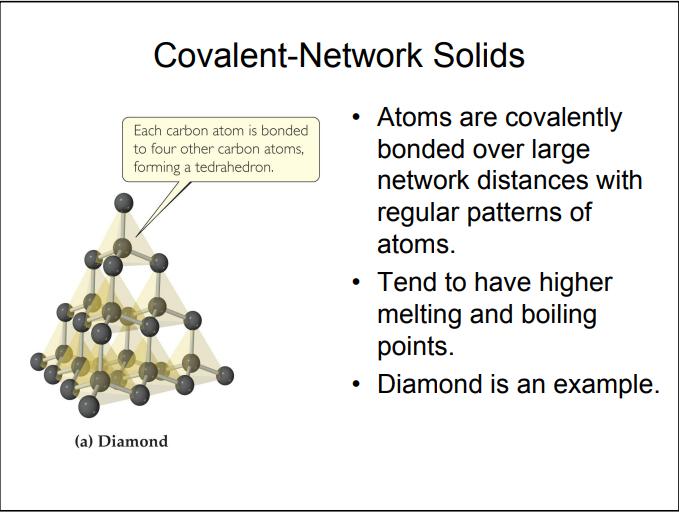 Covalent-Network Solids
Each carbon atom is bonded
to four other carbon atoms,
forming a tedrahedron.
(a) Diamond
• Atoms are covalently
bonded over large
network distances with
regular patterns of
atoms.
• Tend to have higher
melting and boiling
points.
• Diamond is an example.